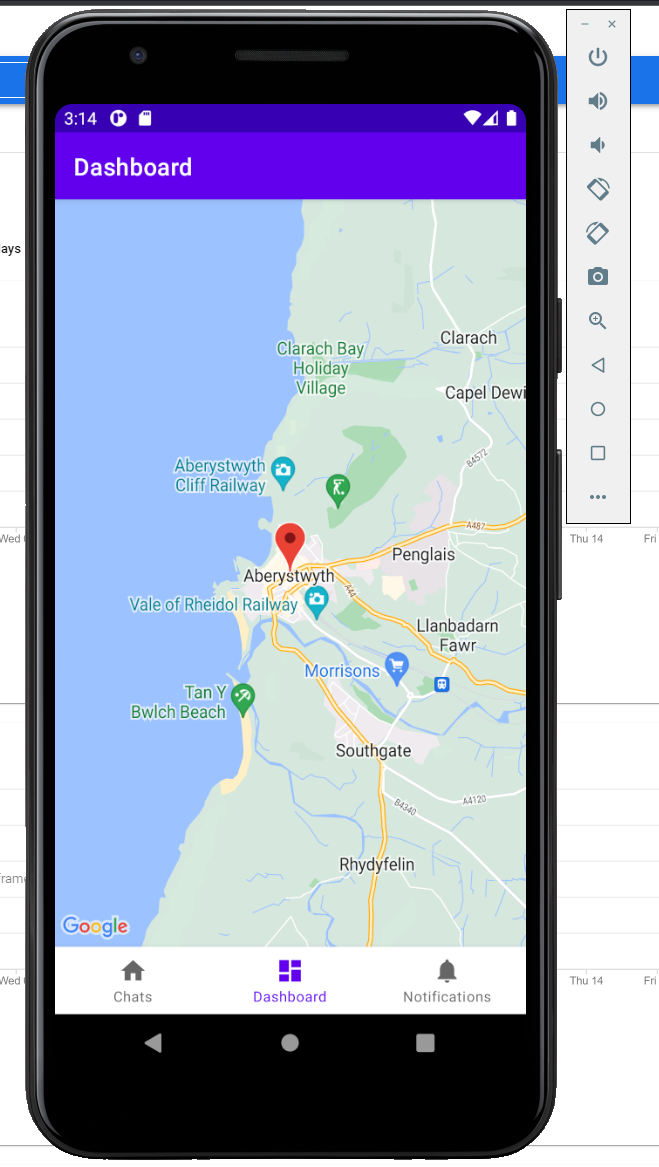 3:14
Dashboard
lays
Clarach Bay
Holiday
Village
Clarach
Capel Dewi
B4572
Aberystwyth
Cliff Railway
A487
Penglais
Aberystwyth
A44
Vale of Rheidol Railway
Llanbadarn
Fawr
Morrisons
Tan Y
Bwlch Beach
Southgate
B4340
A4120
Rhydyfelin
Google
Chats
Dashboard
Notifications
Wed
Thu 14
Fri
frame
Wed
Thu 14
Fri